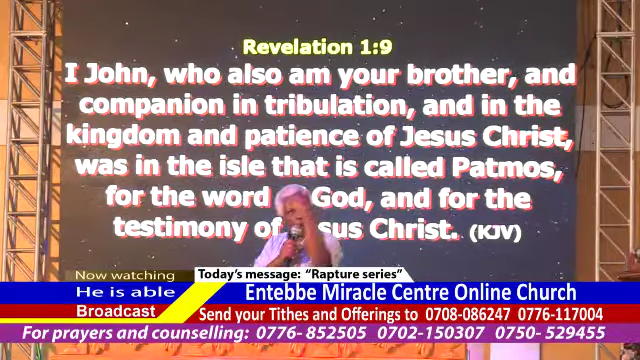 Revelation 1:9
I John, who also am your brother, and
companion in tribulation, and in the
kingdom and patience of Jesus Christ,
was in the isle that is called Patmos,
for the word God, and for the
testimony of sus Christ. (KJV)
Now watching
Today's message: "Rapture series"
He is able
Entebbe Miracle Centre Online Church
Broadcast
Send your Tithes and Offerings to 0708-086247 0776-117004
For prayers and counselling: 0776- 852505 0702-150307 0750- 529455